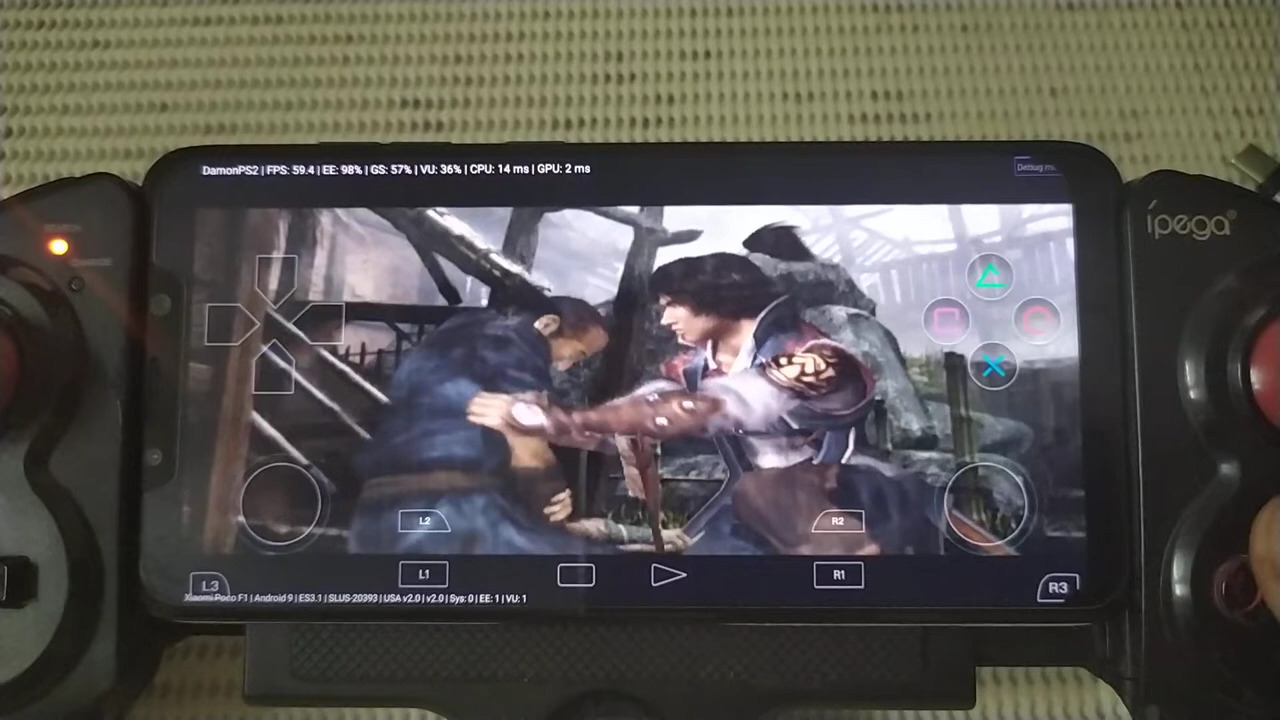 DamonPS2 | FPS: 59.4 | EE: 98% | GS: 57% | VU: 36% | CPU: 14 ms | GPU: 2 ms
Debug
ípega®
L2
R2
L1
R1
L3
R3
Xiaomi Poco F1 | Android 9 | ES3.1 | SLUS-20393 | USA v2.0 | v2.0 | Sys: 0 | EE: 1 | VU: 1